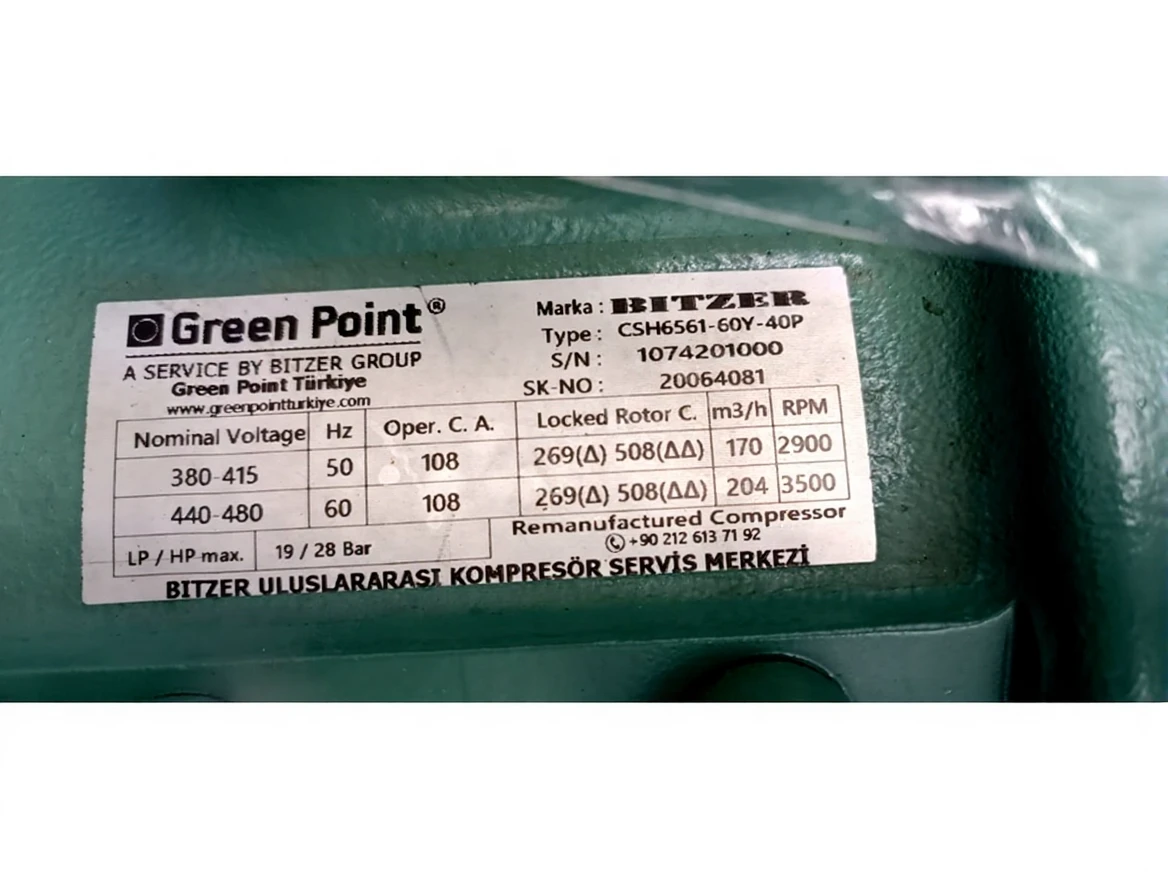 Green Point®
A SERVICE BY BITZER GROUP
Green Point Türkiye
www.greenpointturkiye.com
Marka : BITZER
Type : CSH6561-60Y-40P
S/N : 1074201000
SK-NO : 20064081
Nominal Voltage Hz Oper. C. A. Locked Rotor C. m3/h RPM
380-415 50 108 269(Δ) 508(ΔΔ) 170 2900
440-480 60 108 269(Δ) 508(ΔΔ) 204 3500
LP / HP max. 19 / 28 Bar
Remanufactured Compressor
+90 212 613 71 92
BITZER ULUSLARARASI KOMPRESÖR SERVİS MERKEZİ